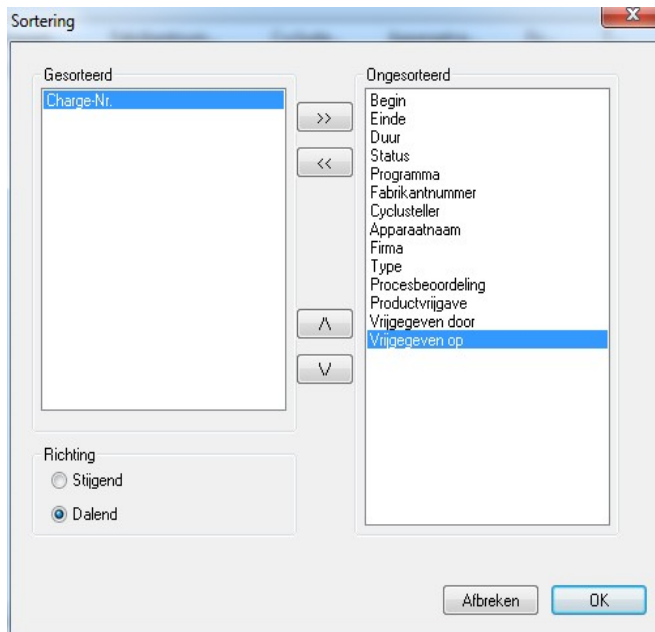 Sortering
Gesorteerd
Charge-Nr.
>>
<<
/\
\/
Ongesorteerd
Begin
Einde
Duur
Status
Programma
Fabrikantnummer
Cyclusteller
Apparaatnaam
Firma
Type
Procesbeoordeling
Productvrijgave
Vrijgegeven door
Vrijgegeven op
Richting
Stijgend
Dalend
Afbreken
OK